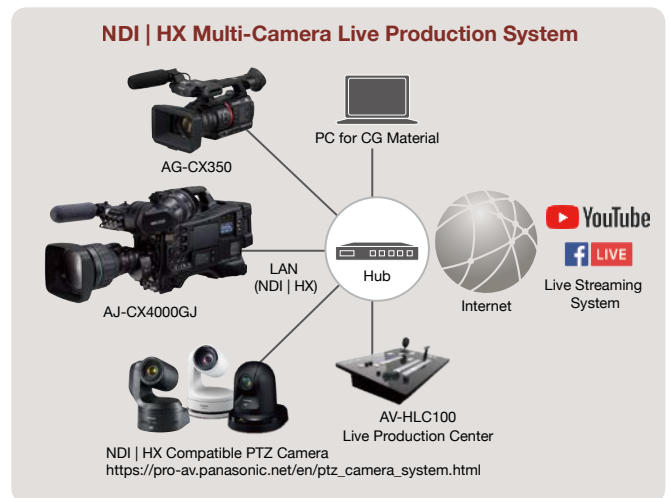 NDI | HX Multi-Camera Live Production System
AG-CX350
PC for CG Material
AJ-CX4000GJ
LAN
(NDI | HX)
Hub
Internet
YouTube
f LIVE
Live Streaming
System
AV-HLC100
Live Production Center
NDI | HX Compatible PTZ Camera
https://pro-av.panasonic.net/en/ptz_camera_system.html